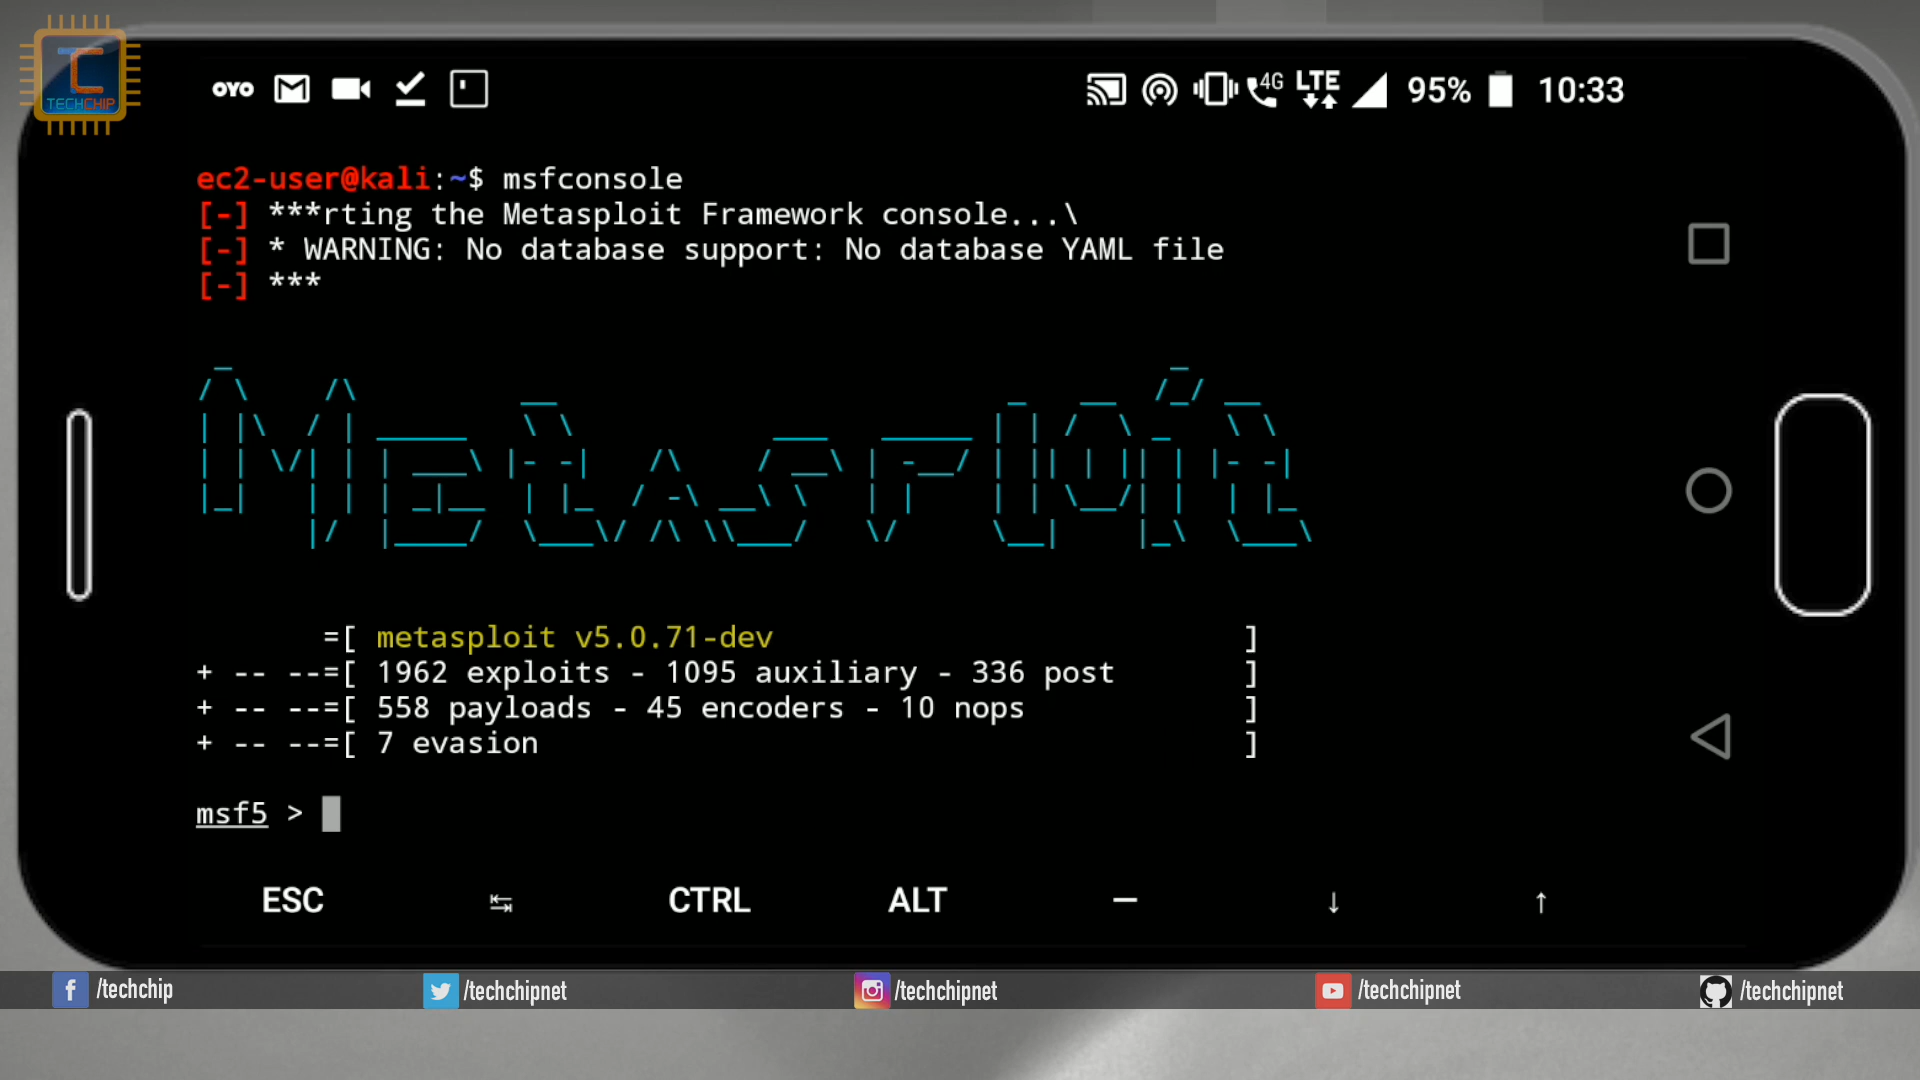 TECHCHIP
OYO 4G LTE 95% 10:33
ec2-user@kali:~$ msfconsole
[-] ***rting the Metasploit Framework console...\
[-] * WARNING: No database support: No database YAML file
[-] ***
METASPLOIT
=[ metasploit v5.0.71-dev ]
+ -- --=[ 1962 exploits - 1095 auxiliary - 336 post ]
+ -- --=[ 558 payloads - 45 encoders - 10 nops ]
+ -- --=[ 7 evasion ]
msf5 >
ESC ↹ CTRL ALT — ↓ ↑
/techchip /techchipnet /techchipnet /techchipnet /techchipnet